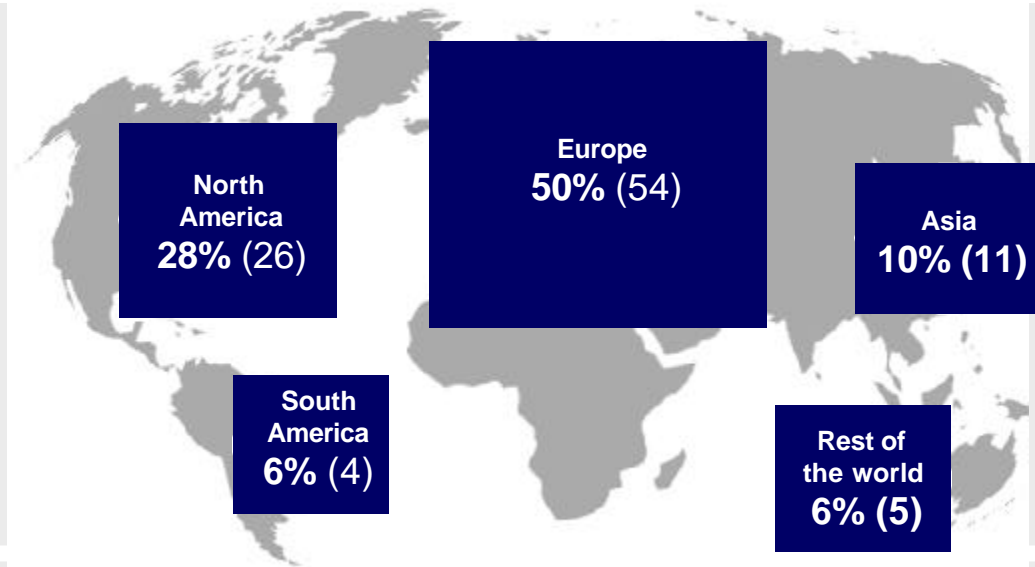 Europe
50% (54)
North
America
28% (26)
Asia
10% (11)
South
America
6% (4)
Rest of
the world
6% (5)